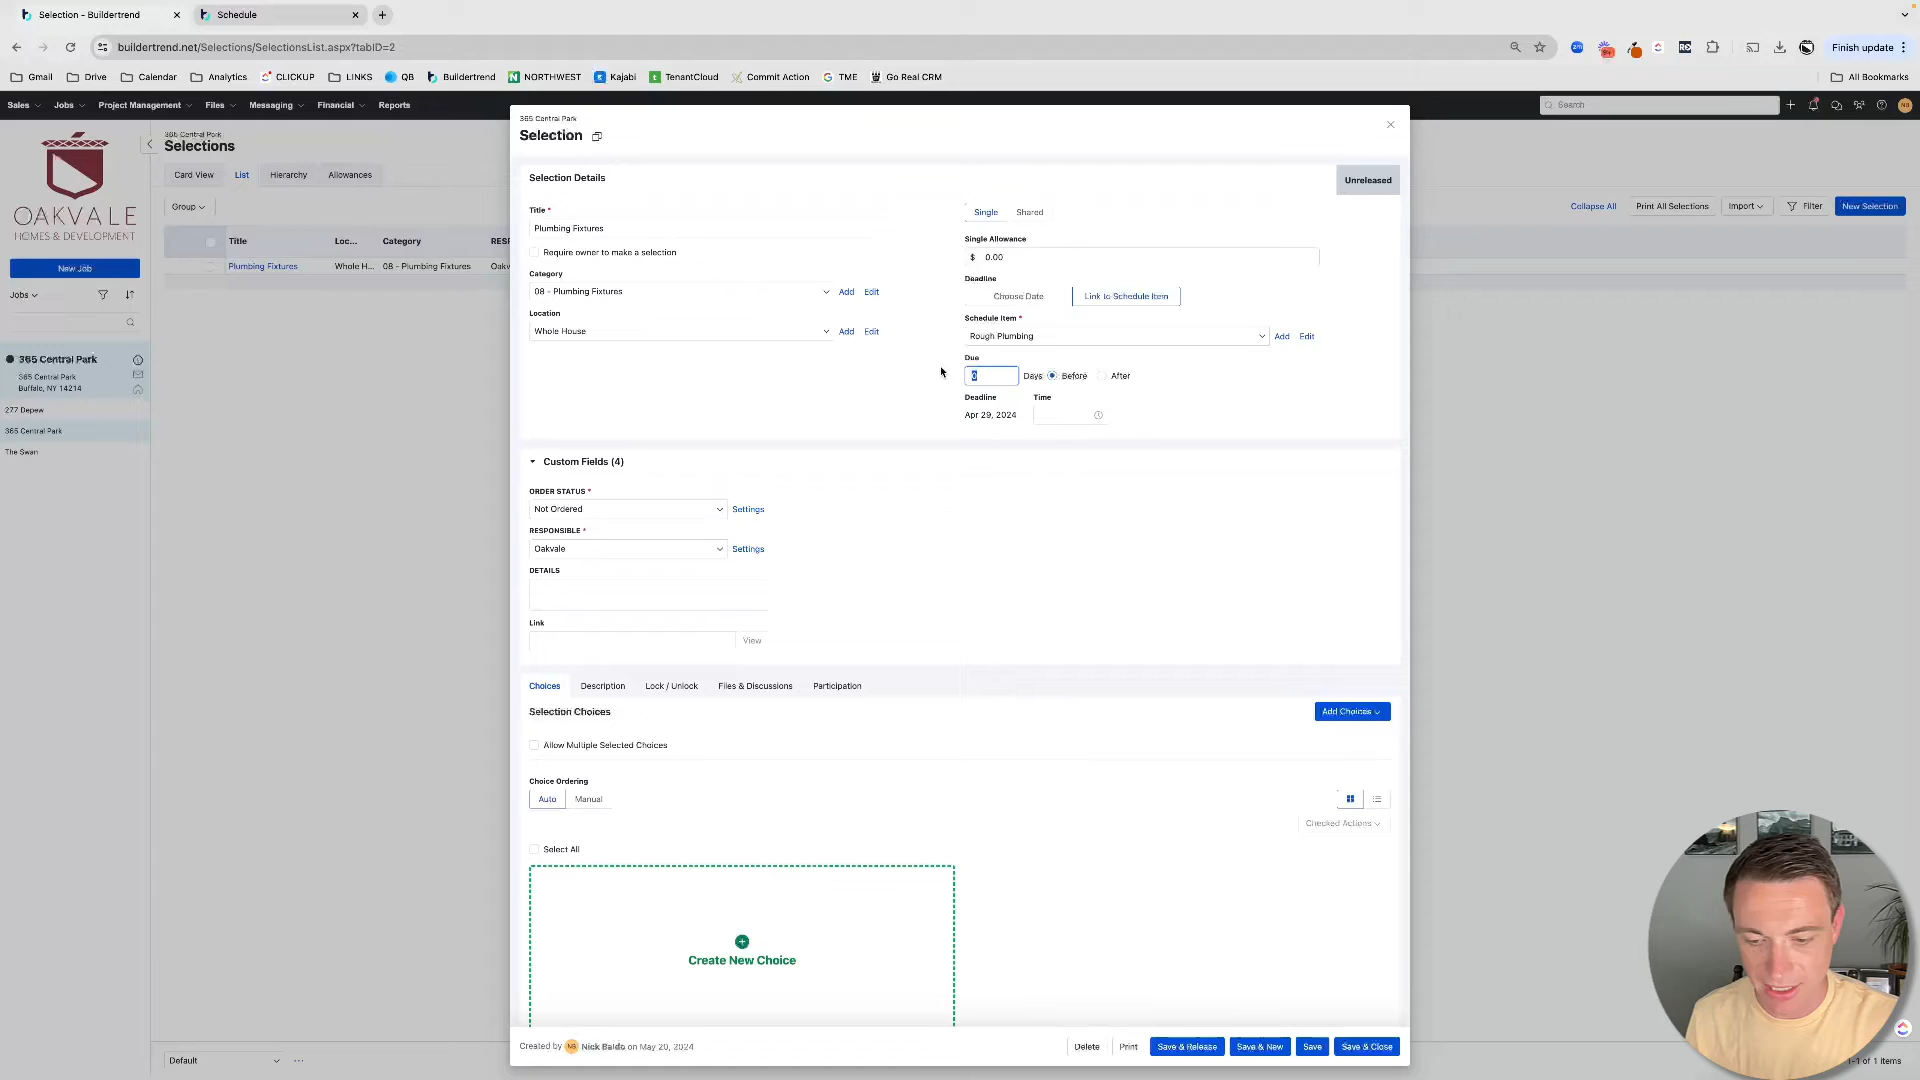 Selection - Buildertrend
Schedule
buildertrend.net/Selections/SelectionsList.aspx?tabID=2
Finish update
Gmail Drive Calendar Analytics CLICKUP LINKS QB Buildertrend NORTHWEST Kajabi TenantCloud Commit Action TME Go Real CRM All Bookmarks
Sales Jobs Project Management Files Messaging Financial Reports
Search
OAKVALE
HOMES & DEVELOPMENT
New Job
Jobs
365 Central Park
365 Central Park
Buffalo, NY 14214
277 Depew
365 Central Park
The Swan
365 Central Park
Selections
Card View List Hierarchy Allowances
Group
Collapse All Print All Selections Import Filter New Selection
Title Loc... Category RES
Plumbing Fixtures Whole H... 08 - Plumbing Fixtures Oakv
Default
1-1 of 1 items
365 Central Park
Selection
Selection Details
Unreleased
Title *
Plumbing Fixtures
Require owner to make a selection
Category
08 - Plumbing Fixtures Add Edit
Location
Whole House Add Edit
Single Shared
Single Allowance
$ 0.00
Deadline
Choose Date Link to Schedule Item
Schedule Item *
Rough Plumbing Add Edit
Due
0 Days Before After
Deadline Time
Apr 29, 2024
Custom Fields (4)
ORDER STATUS *
Not Ordered Settings
RESPONSIBLE *
Oakvale Settings
DETAILS
Link
View
Choices Description Lock / Unlock Files & Discussions Participation
Selection Choices
Add Choices
Allow Multiple Selected Choices
Choice Ordering
Auto Manual
Checked Actions
Select All
Create New Choice
Created by NB Nick Baldo on May 20, 2024
Delete Print Save & Release Save & New Save Save & Close